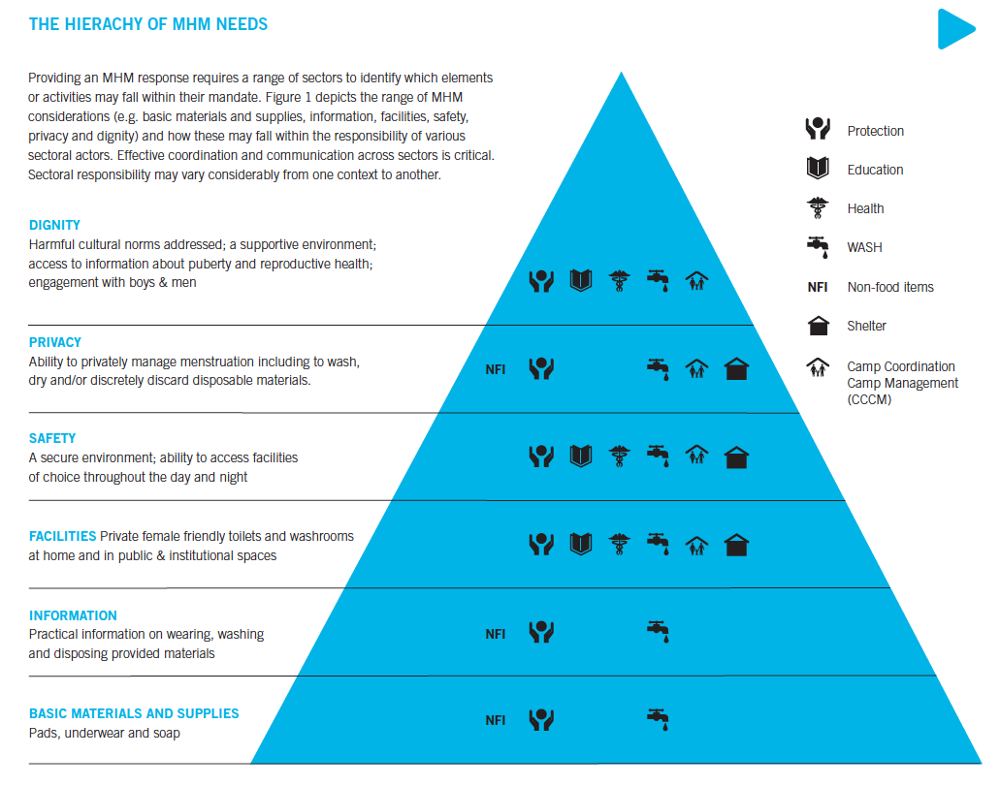 THE HIERACHY OF MHM NEEDS
Providing an MHM response requires a range of sectors to identify which elements
or activities may fall within their mandate. Figure 1 depicts the range of MHM
considerations (e.g. basic materials and supplies, information, facilities, safety,
privacy and dignity) and how these may fall within the responsibility of various
sectoral actors. Effective coordination and communication across sectors is critical.
Sectoral responsibility may vary considerably from one context to another.
DIGNITY
Harmful cultural norms addressed; a supportive environment;
access to information about puberty and reproductive health;
engagement with boys & men
PRIVACY
Ability to privately manage menstruation including to wash,
dry and/or discretely discard disposable materials.
NFI
SAFETY
A secure environment; ability to access facilities
of choice throughout the day and night
FACILITIES Private female friendly toilets and washrooms
at home and in public & institutional spaces
INFORMATION
Practical information on wearing, washing
and disposing provided materials
NFI
BASIC MATERIALS AND SUPPLIES
Pads, underwear and soap
NFI
Protection
Education
Health
WASH
NFI Non-food items
Shelter
Camp Coordination
Camp Management
(CCCM)